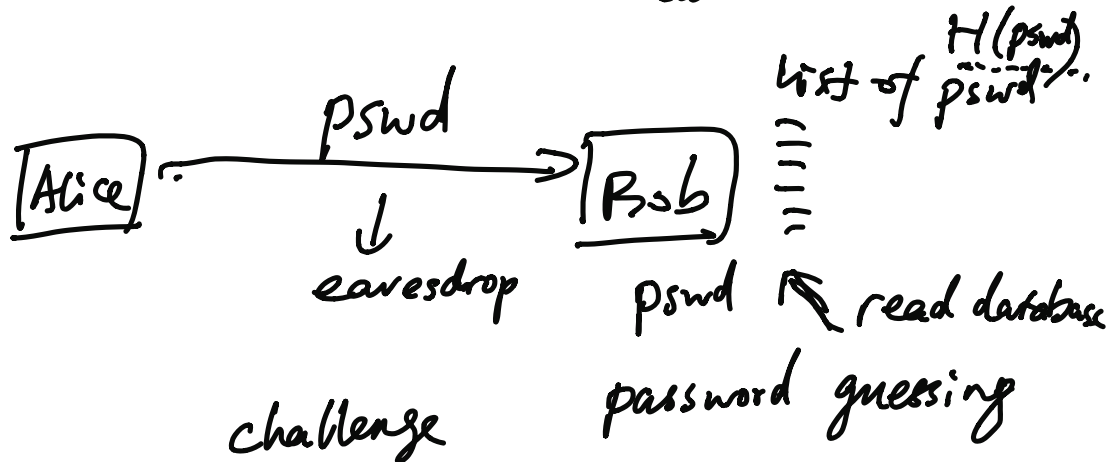 H(pswd)
list of pswd
pswd
Alice
Bob
eavesdrop
pswd
read database
password guessing
challenge